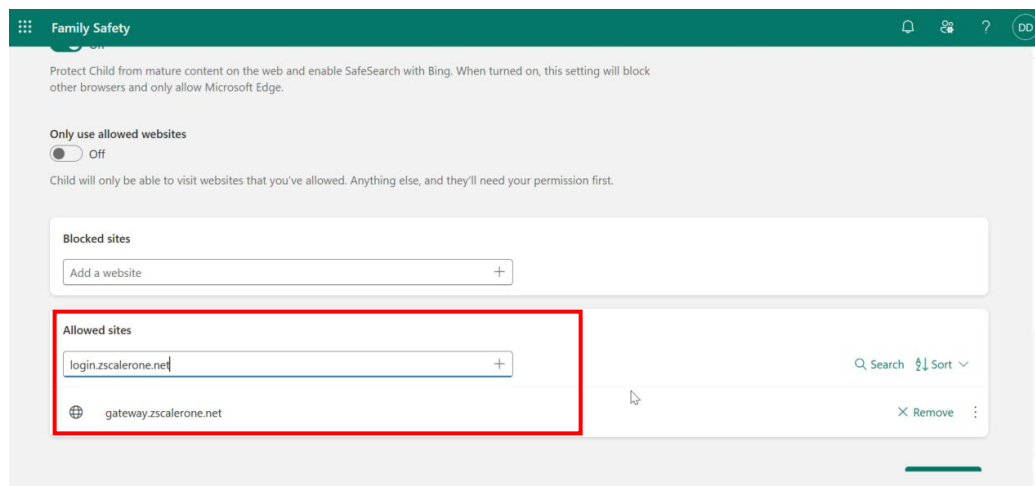 Family Safety
DD
Protect Child from mature content on the web and enable SafeSearch with Bing. When turned on, this setting will block
other browsers and only allow Microsoft Edge.
Only use allowed websites
Off
Child will only be able to visit websites that you've allowed. Anything else, and they'll need your permission first.
Blocked sites
Add a website
Allowed sites
login.zscalerone.net
Search Sort
gateway.zscalerone.net
Remove